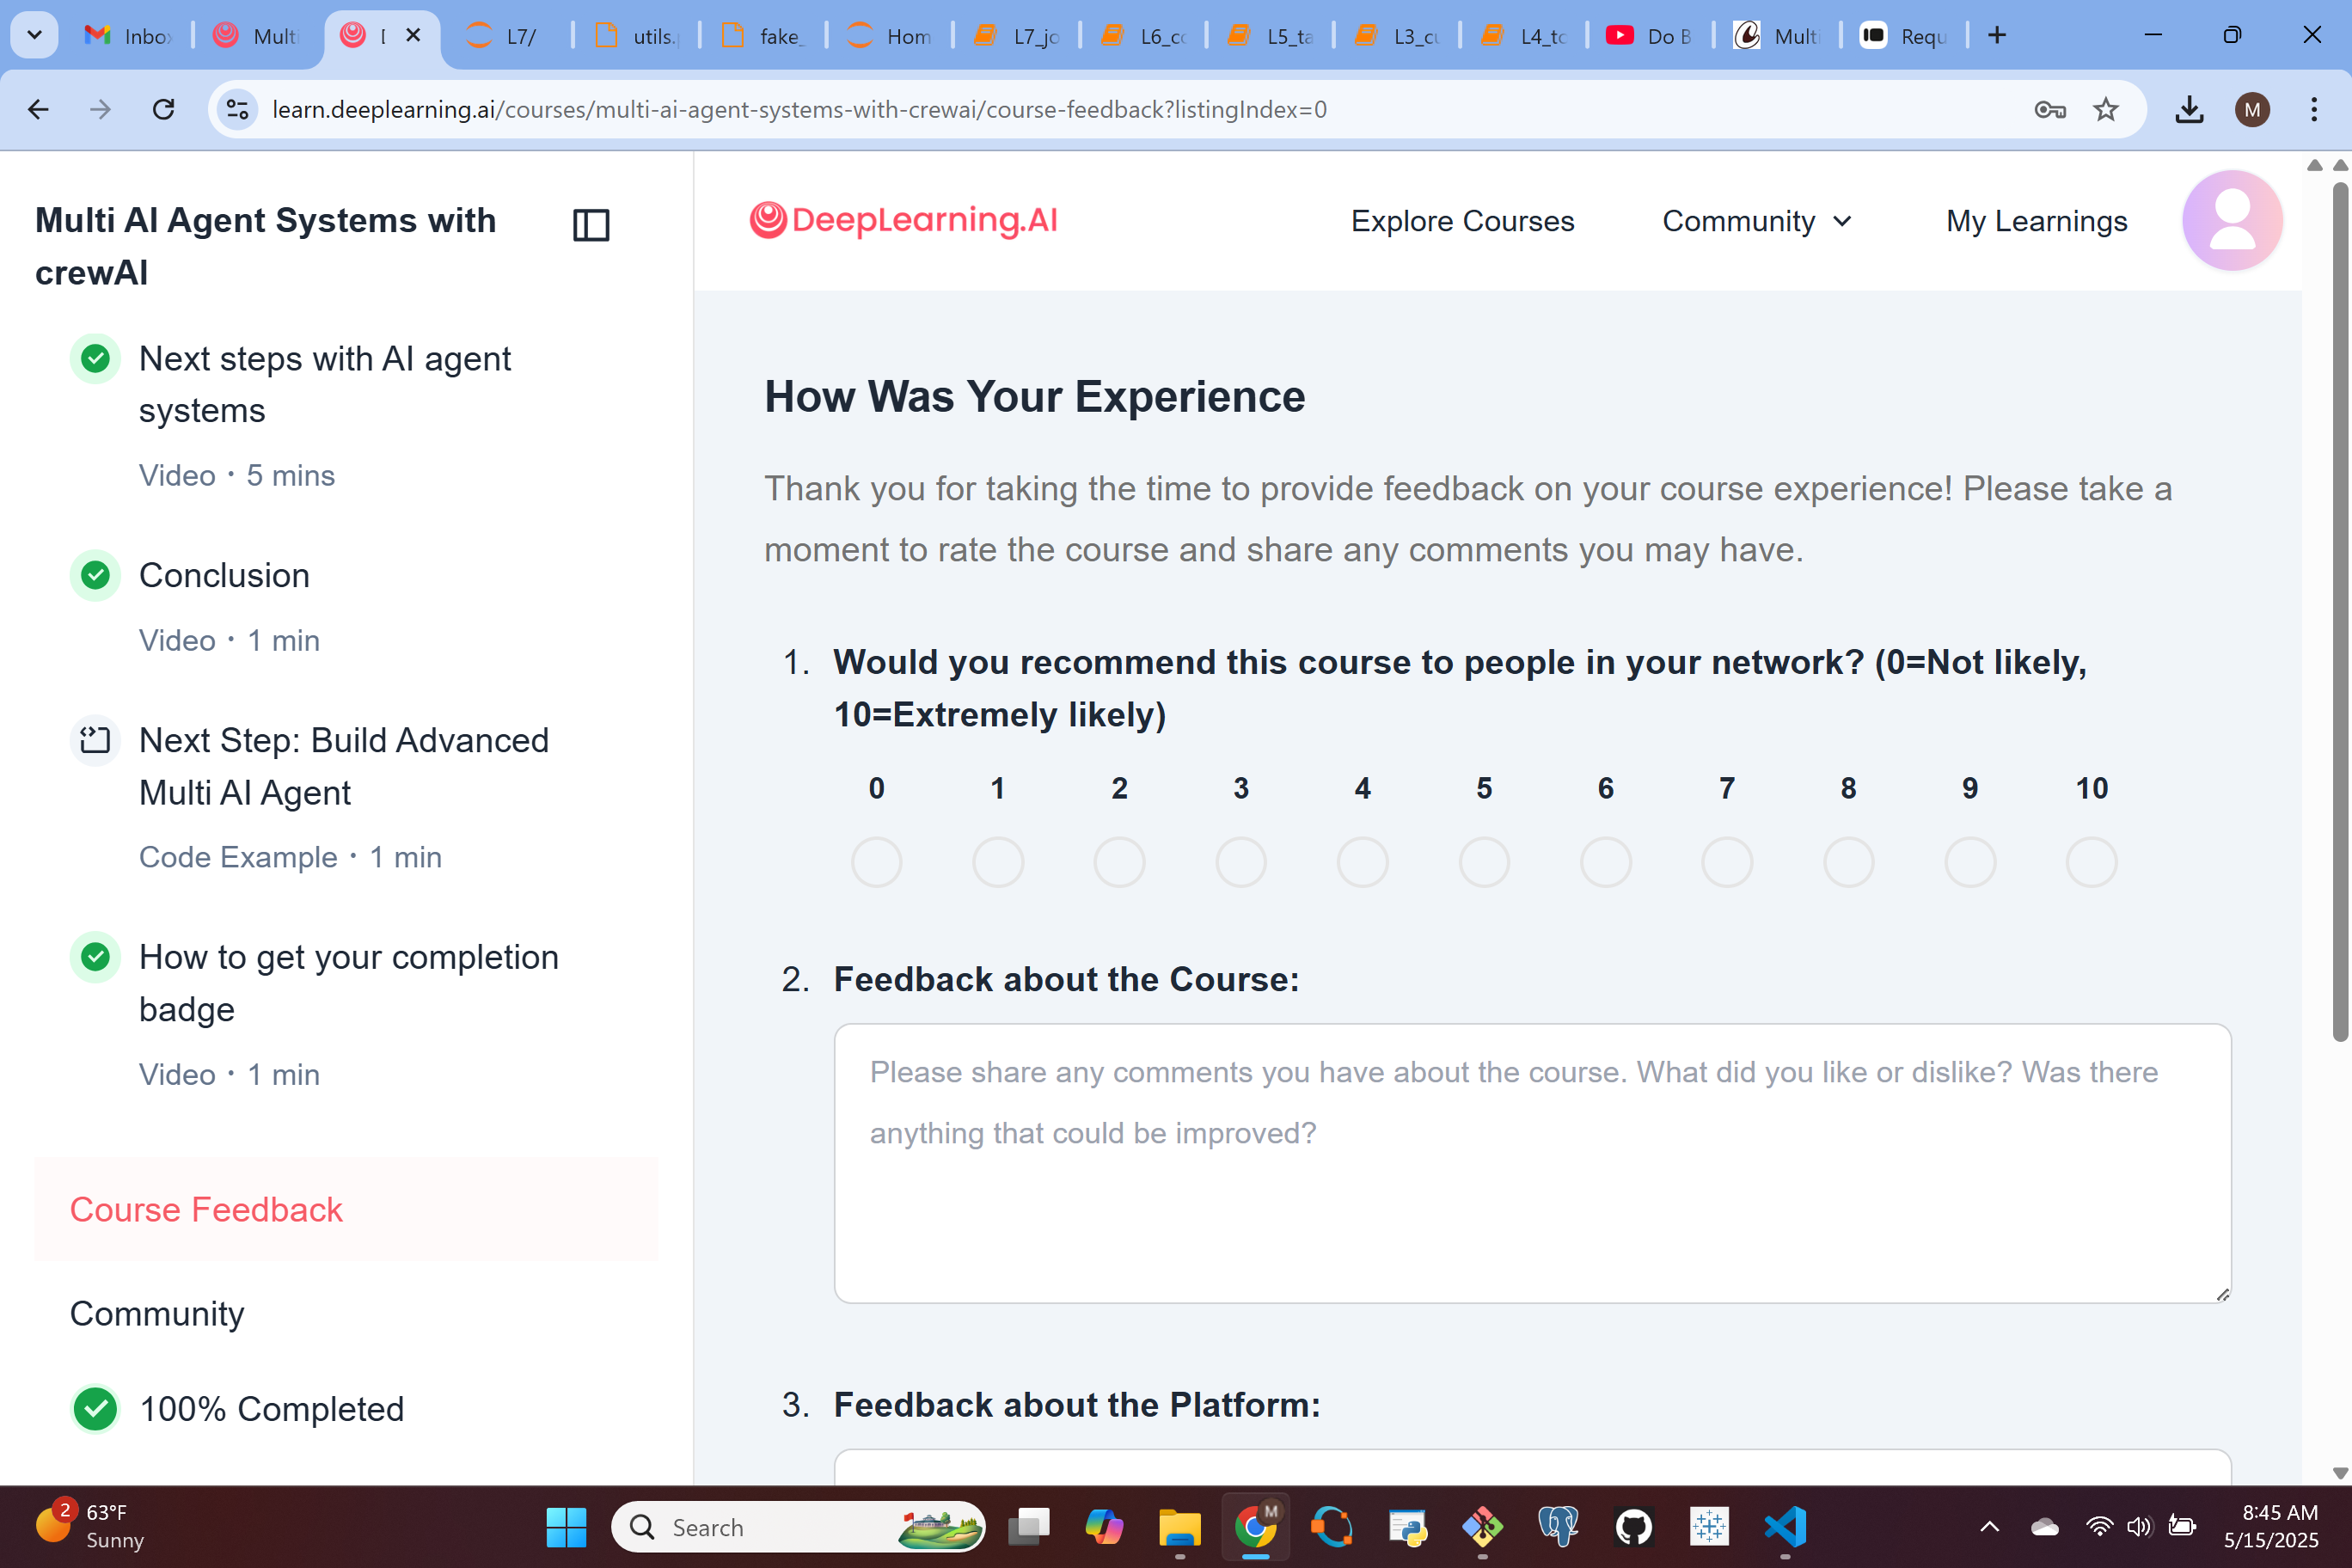 Multi
L7/
utils.
fake_
Hom
L7_jo
Do B
Multi
Requ
learn.deeplearning.ai/courses/multi-ai-agent-systems-with-crewai/course-feedback?listingIndex=0
M
Multi AI Agent Systems with
crewAI
Next steps with AI agent
systems
Video • 5 mins
Conclusion
Video • 1 min
Next Step: Build Advanced
Multi AI Agent
Code Example • 1 min
How to get your completion
badge
Video • 1 min
Course Feedback
Community
100% Completed
DeepLearning.AI
Explore Courses
Community
My Learnings
How Was Your Experience
Thank you for taking the time to provide feedback on your course experience! Please take a
moment to rate the course and share any comments you may have.
1. Would you recommend this course to people in your network? (0=Not likely,
10=Extremely likely)
0 1 2 3 4 5 6 7 8 9 10
2. Feedback about the Course:
Please share any comments you have about the course. What did you like or dislike? Was there
anything that could be improved?
3. Feedback about the Platform:
2
63°F
Sunny
Search
M
8:45 AM
5/15/2025